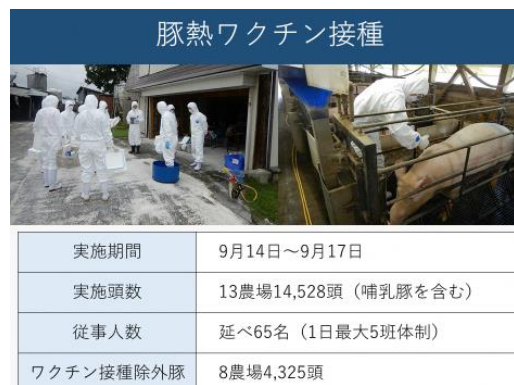 豚熱ワクチン接種
実施期間 9月14日～9月17日
実施頭数 13農場14,528頭（哺乳豚を含む）
従事人数 延べ65名（1日最大5班体制）
ワクチン接種除外豚 8農場4,325頭